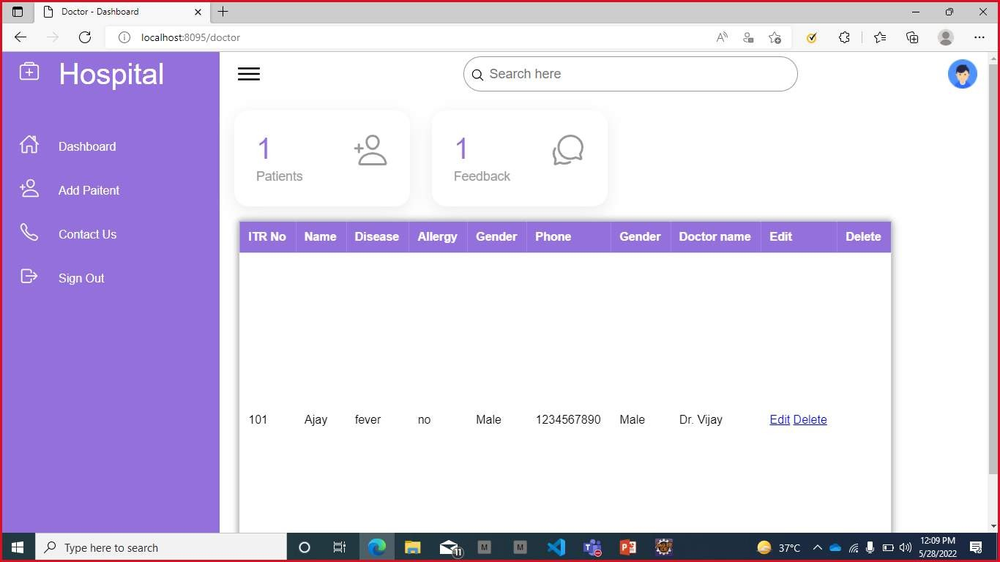 Doctor - Dashboard
localhost:8095/doctor
Hospital
Search here
Dashboard
Add Paitent
Contact Us
Sign Out
1
Patients
1
Feedback
ITR No Name Disease Allergy Gender Phone Gender Doctor name Edit Delete
101 Ajay fever no Male 1234567890 Male Dr. Vijay Edit Delete
Type here to search
11
M
M
37°C
12:09 PM
5/28/2022